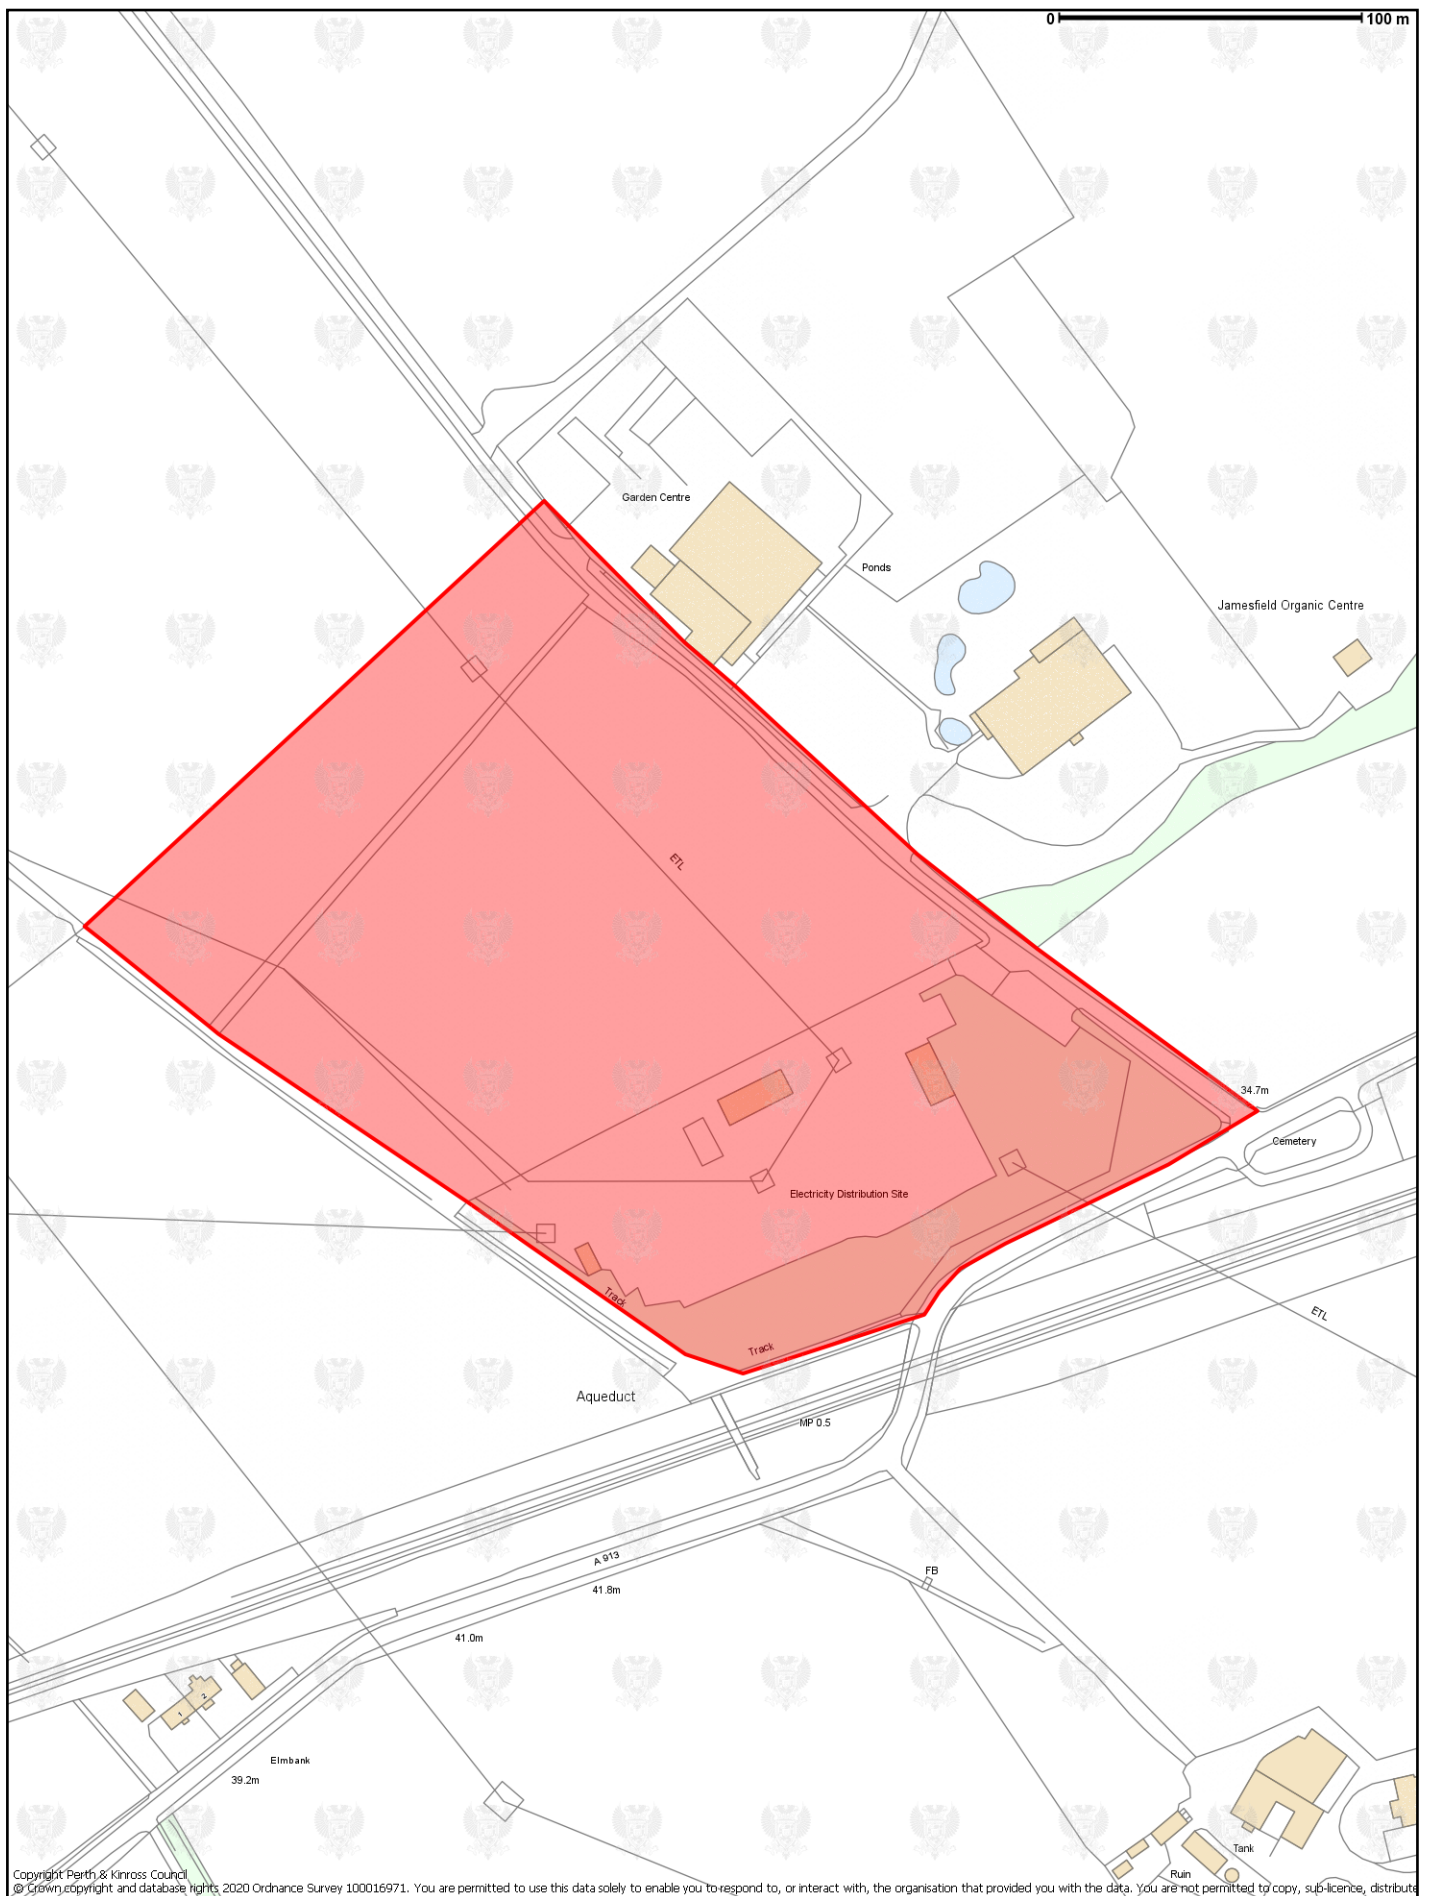 0 100 m
Garden Centre
Ponds
Jamesfield Organic Centre
ETL
34.7m
Cemetery
Electricity Distribution Site
Track
ETL
Track
Aqueduct
MP 0.5
A 913
FB
41.8m
41.0m
2
1
Elmbank
39.2m
Tank
Ruin
Copyright Perth & Kinross Council
© Crown copyright and database rights 2020 Ordnance Survey 100016971. You are permitted to use this data solely to enable you to respond to, or interact with, the organisation that provided you with the data. You are not permitted to copy, sub-licence, distribute